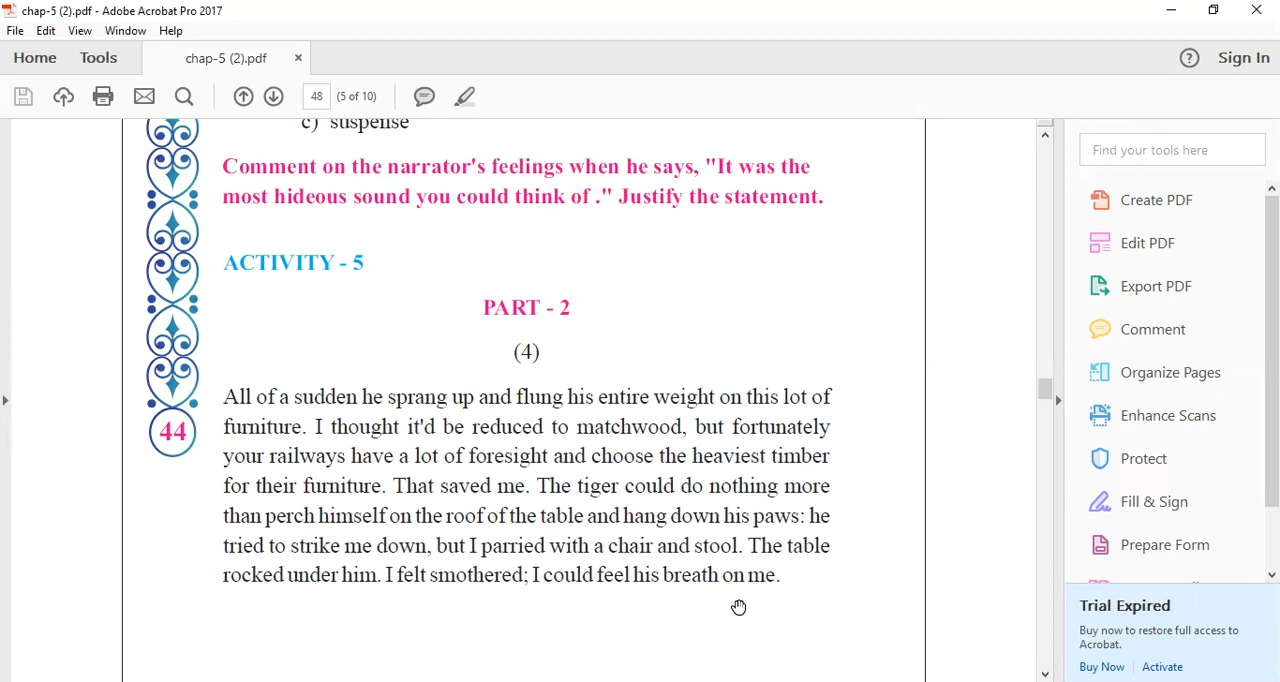 chap-5 (2).pdf - Adobe Acrobat Pro 2017
File Edit View Window Help
Home Tools chap-5 (2).pdf × ? Sign In
48 (5 of 10)
c) suspense
Comment on the narrator's feelings when he says, "It was the
most hideous sound you could think of ." Justify the statement.
ACTIVITY - 5
PART - 2
(4)
All of a sudden he sprang up and flung his entire weight on this lot of
furniture. I thought it'd be reduced to matchwood, but fortunately
your railways have a lot of foresight and choose the heaviest timber
for their furniture. That saved me. The tiger could do nothing more
than perch himself on the roof of the table and hang down his paws: he
tried to strike me down, but I parried with a chair and stool. The table
rocked under him. I felt smothered; I could feel his breath on me.
44
Find your tools here
Create PDF
Edit PDF
Export PDF
Comment
Organize Pages
Enhance Scans
Protect
Fill & Sign
Prepare Form
Trial Expired
Buy now to restore full access to
Acrobat.
Buy Now Activate